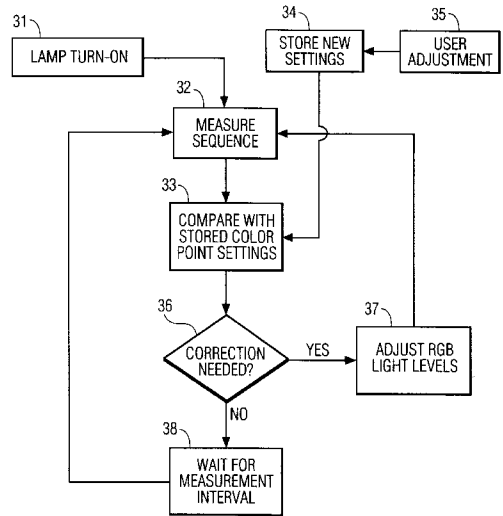 31
LAMP TURN-ON
34
STORE NEW
SETTINGS
35
USER
ADJUSTMENT
32
MEASURE
SEQUENCE
33
COMPARE WITH
STORED COLOR
POINT SETTINGS
36
CORRECTION
NEEDED?
YES
37
ADJUST RGB
LIGHT LEVELS
NO
38
WAIT FOR
MEASUREMENT
INTERVAL